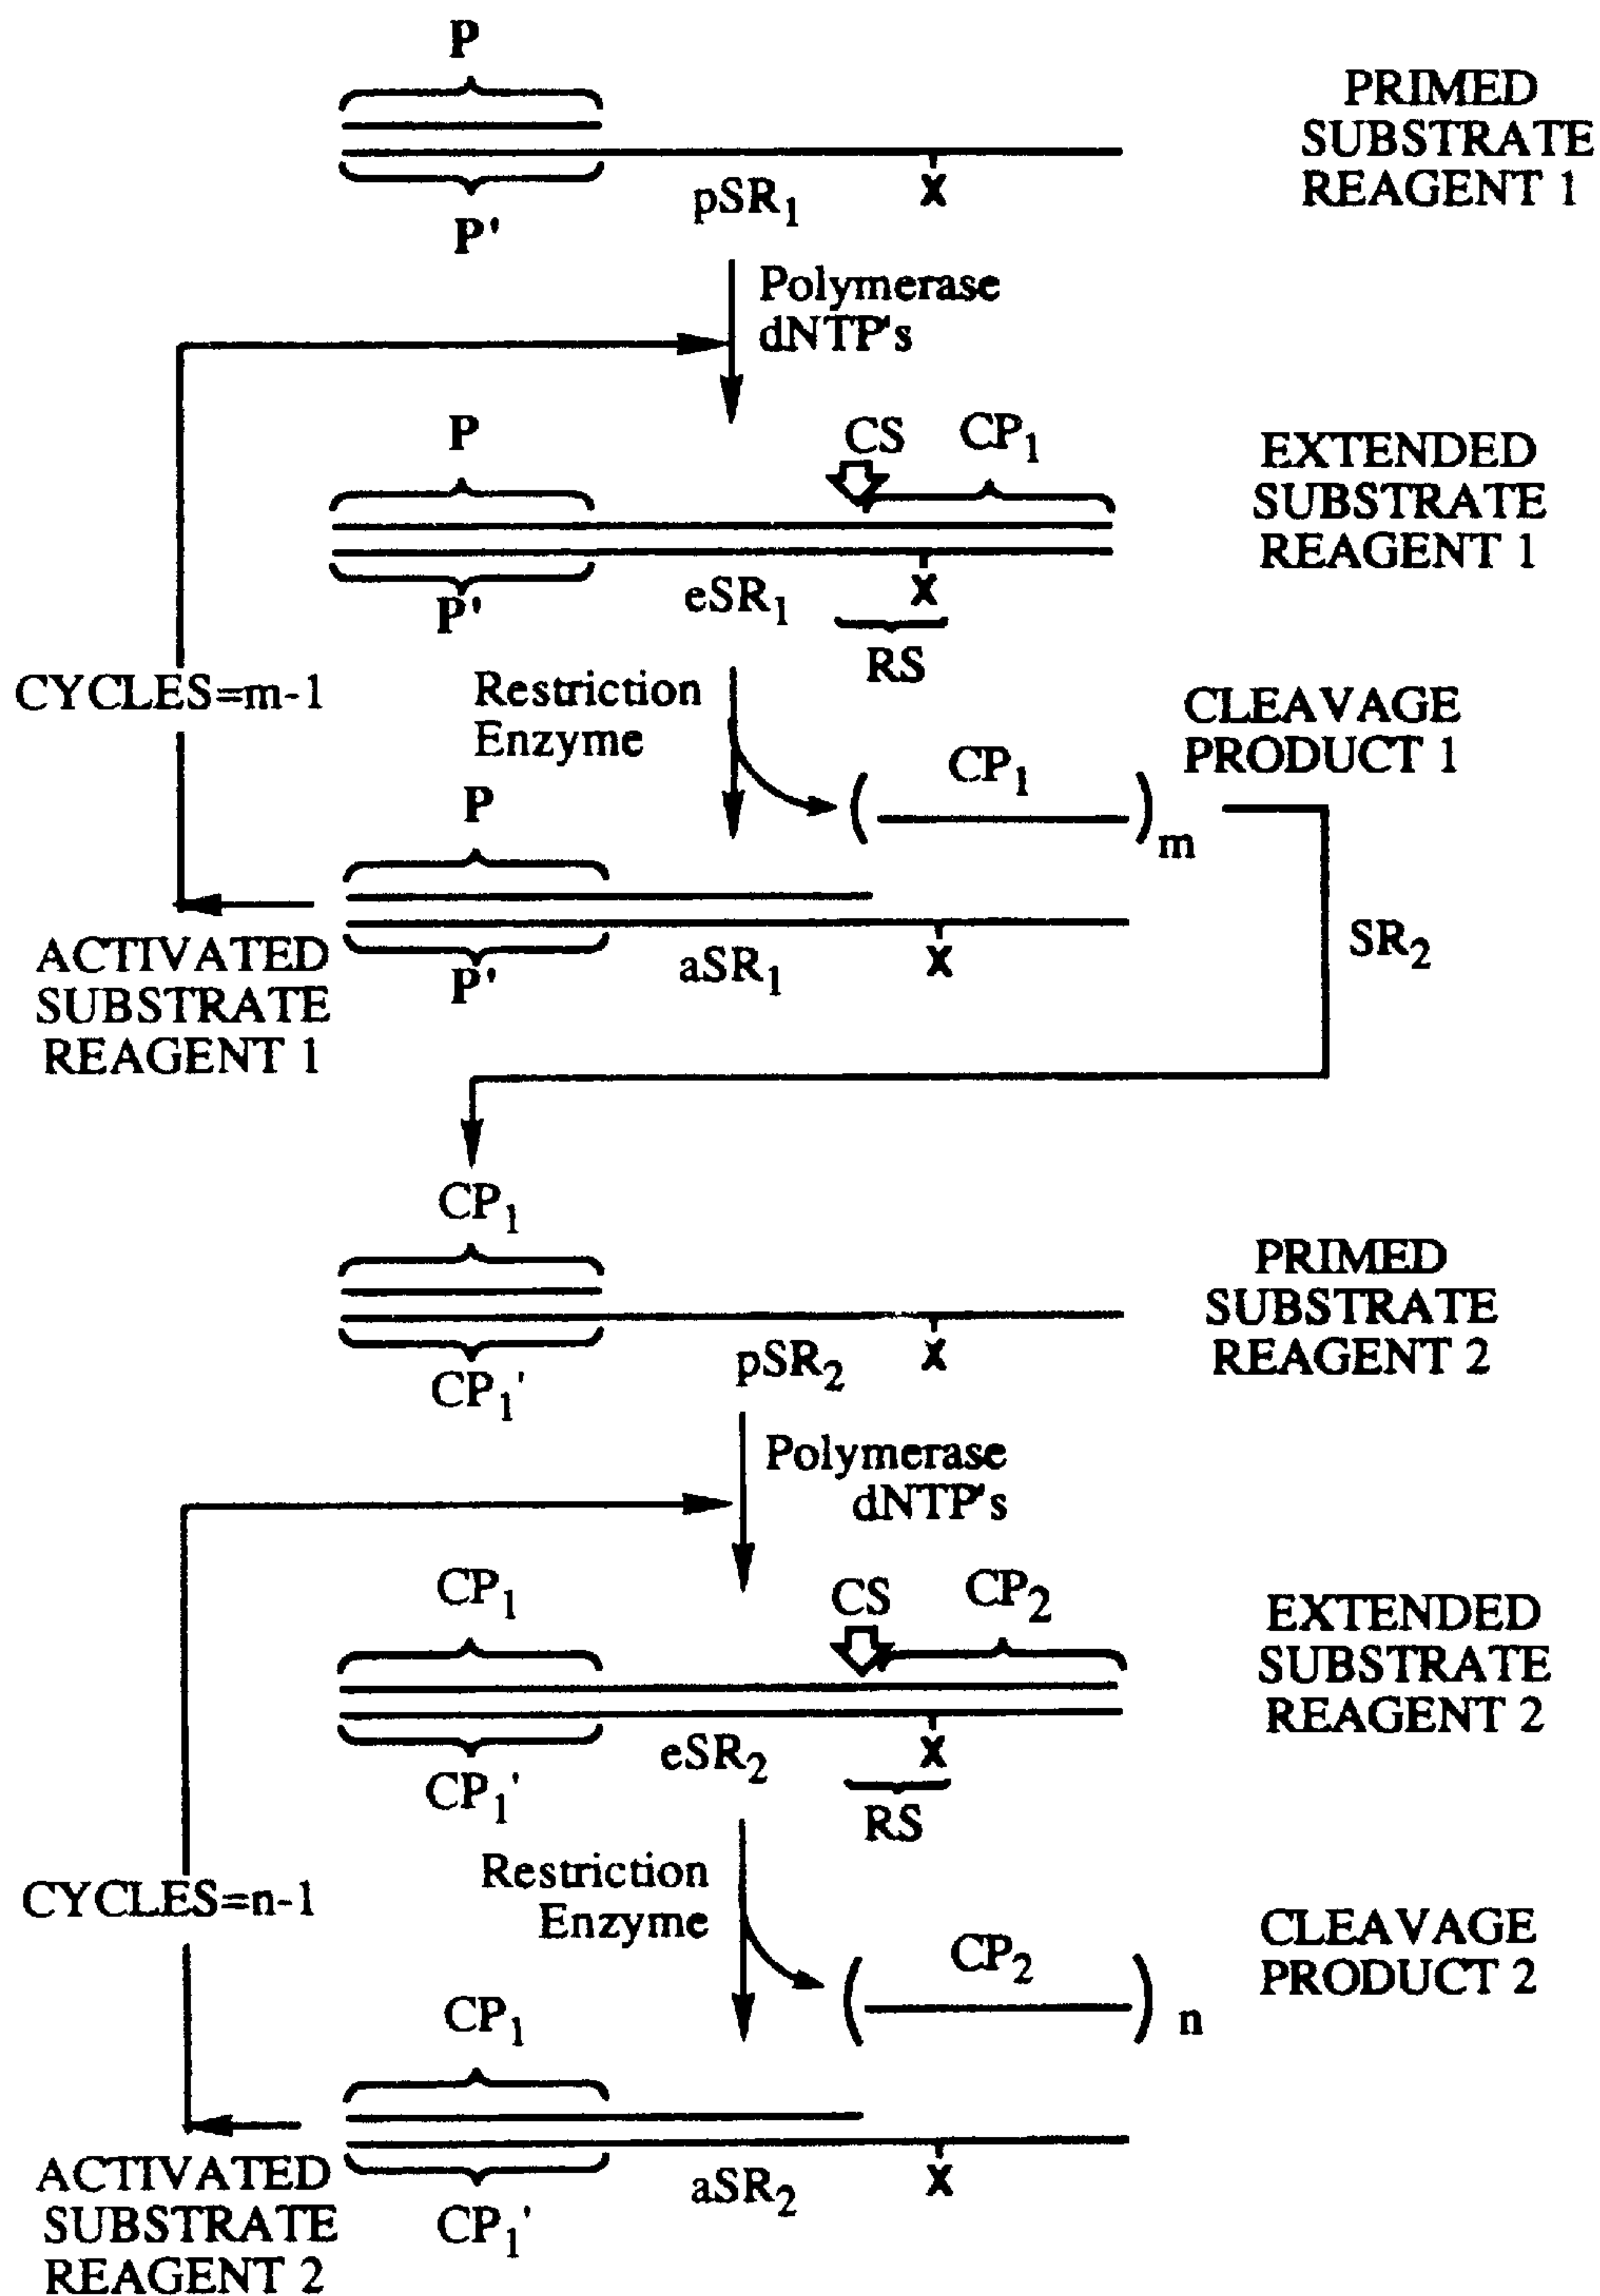 P
PRIMED
SUBSTRATE
REAGENT 1
pSR₁
X
P'
Polymerase
dNTP's
P
CS
CP₁
EXTENDED
SUBSTRATE
REAGENT 1
P'
eSR₁
X
RS
CYCLES=m-1
Restriction
Enzyme
CLEAVAGE
PRODUCT 1
P
( CP₁ )m
ACTIVATED
SUBSTRATE
REAGENT 1
P'
aSR₁
X
SR₂
CP₁
PRIMED
SUBSTRATE
REAGENT 2
CP₁'
pSR₂
X
Polymerase
dNTP's
CP₁
CS
CP₂
EXTENDED
SUBSTRATE
REAGENT 2
CP₁'
eSR₂
X
RS
CYCLES=n-1
Restriction
Enzyme
CLEAVAGE
PRODUCT 2
CP₁
( CP₂ )n
ACTIVATED
SUBSTRATE
REAGENT 2
CP₁'
aSR₂
X